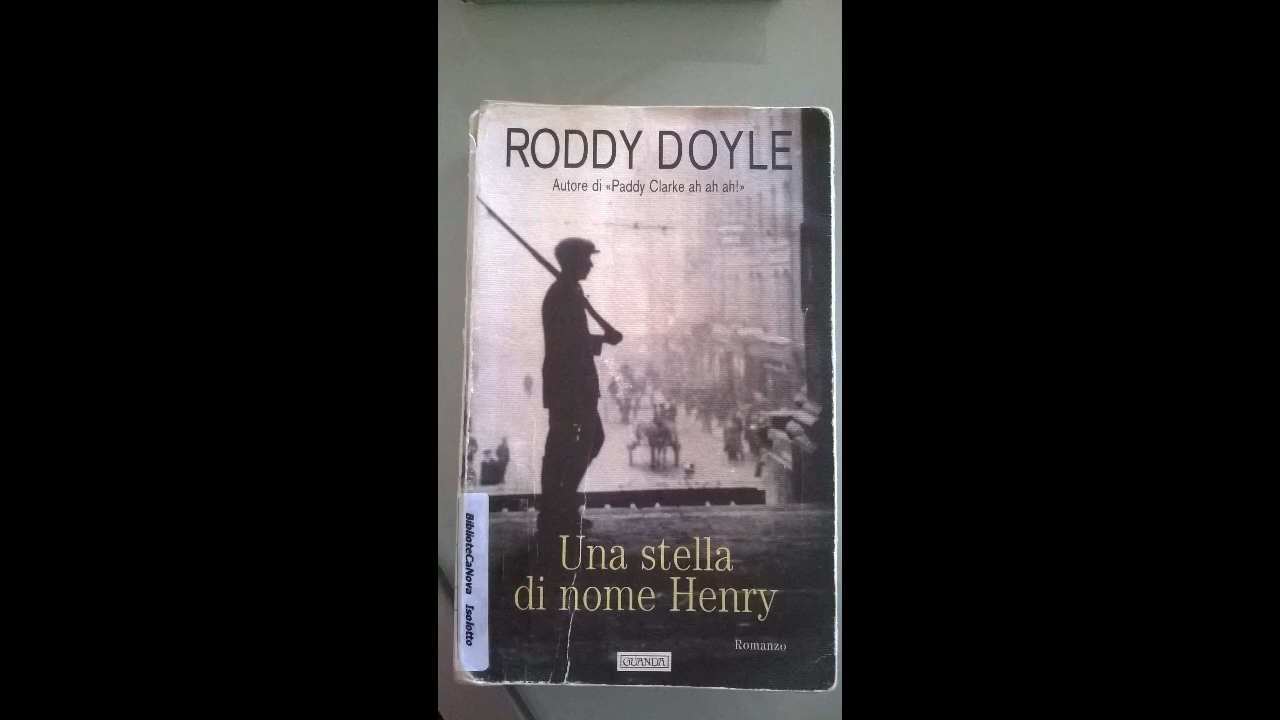 RODDY DOYLE
Autore di «Paddy Clarke ah ah ah!»
Una stella
di nome Henry
Romanzo
GUANDA
BiblioteCaNova Isolotto